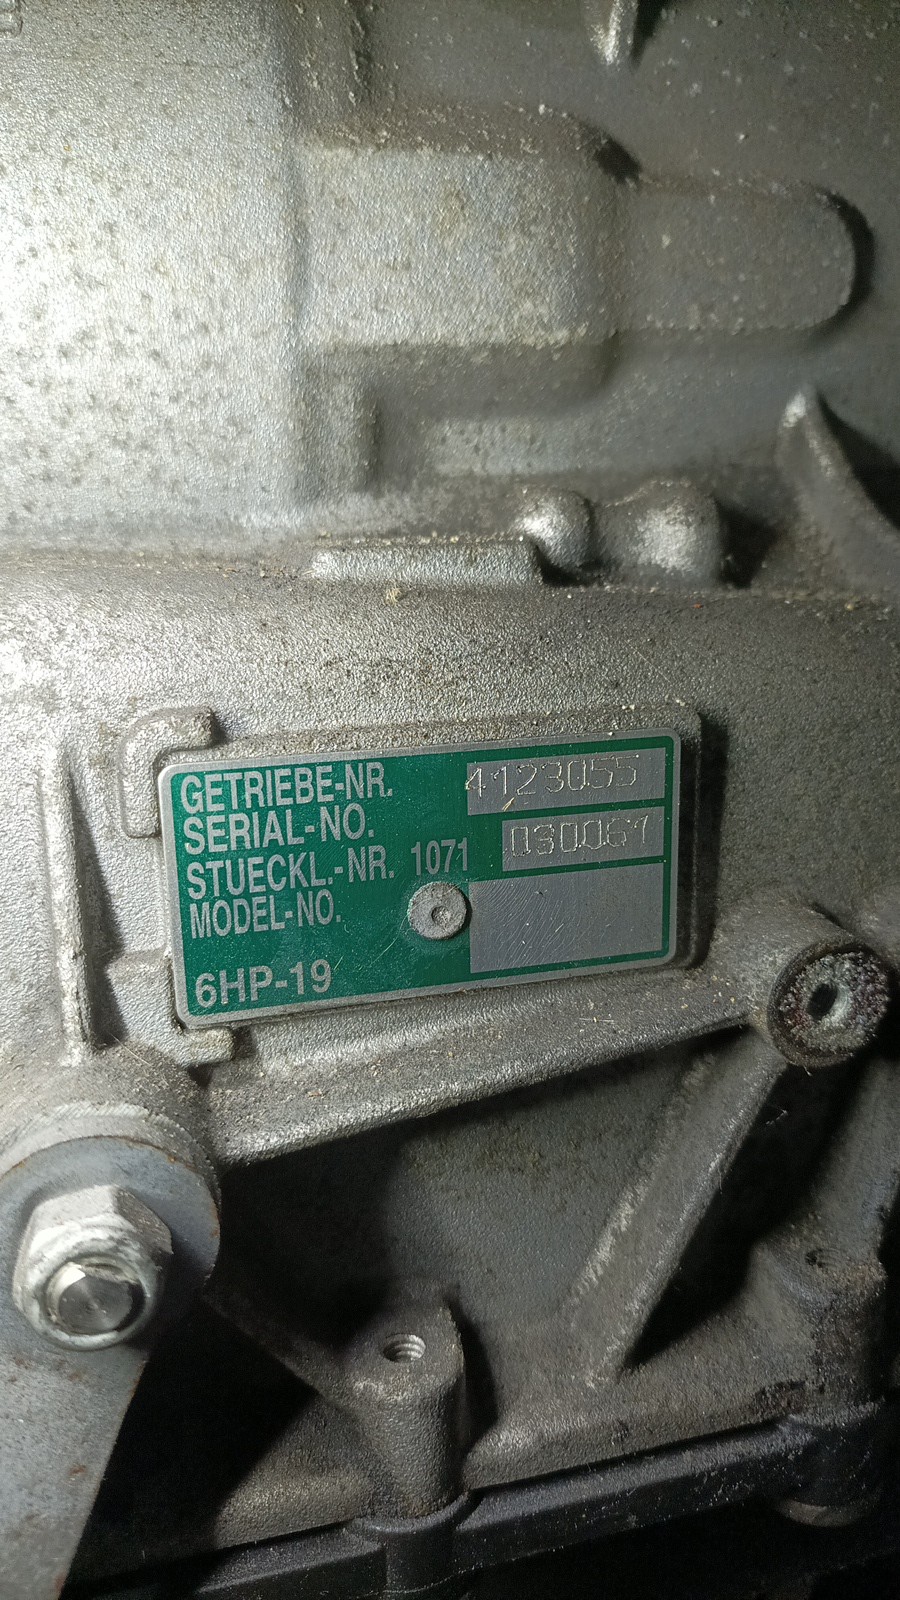 GETRIEBE-NR. 4123055
SERIAL-NO.
STUECKL.-NR. 1071 030061
MODEL-NO.
6HP-19